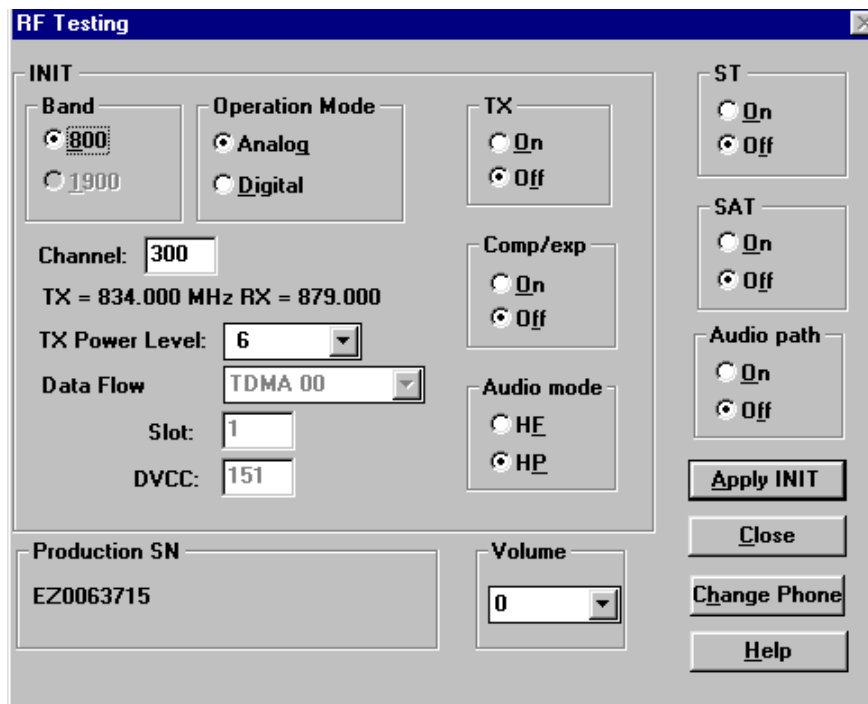 RF Testing
INIT
Band
800
1900
Operation Mode
Analog
Digital
TX
On
Off
ST
On
Off
SAT
On
Off
Channel: 300
TX = 834.000 MHz RX = 879.000
Comp/exp
On
Off
TX Power Level: 6
Data Flow TDMA 00
Slot: 1
DVCC: 151
Audio mode
HF
HP
Audio path
On
Off
Apply INIT
Close
Change Phone
Help
Production SN
EZ0063715
Volume
0